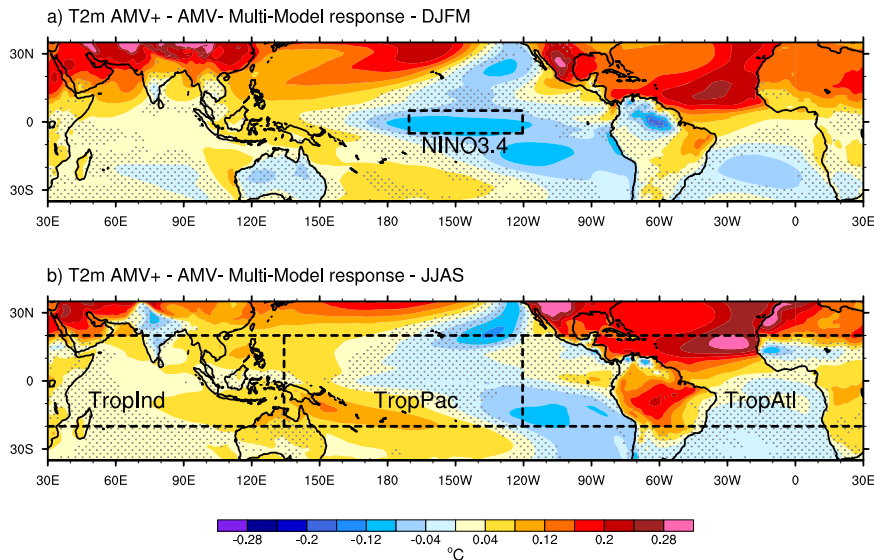 a) T2m AMV+ - AMV- Multi-Model response - DJFM
30N
0
30S
NINO3.4
30E 60E 90E 120E 150E 180E 150W 120W 90W 60W 30W 0 30E
b) T2m AMV+ - AMV- Multi-Model response - JJAS
30N
0
30S
TropInd TropPac TropAtl
30E 60E 90E 120E 150E 180E 150W 120W 90W 60W 30W 0 30E
-0.28 -0.2 -0.12 -0.04 0.04 0.12 0.2 0.28
°C